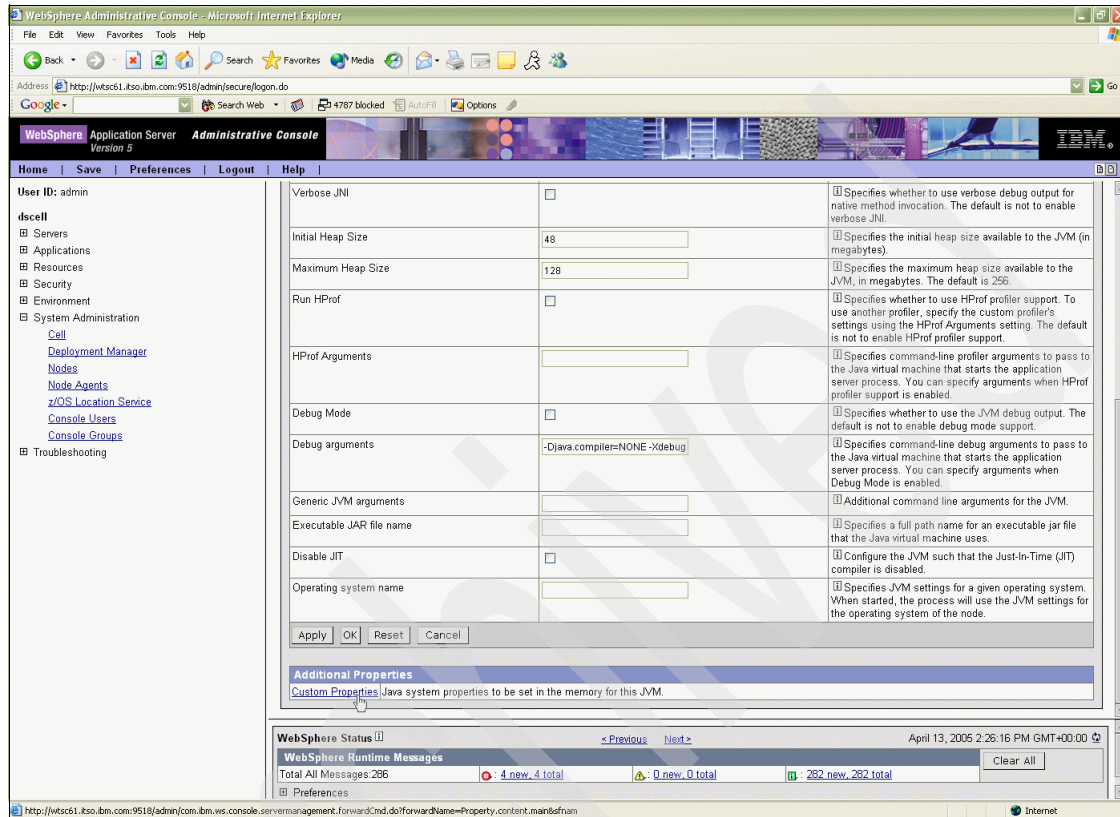 WebSphere Administrative Console - Microsoft Internet Explorer
File Edit View Favorites Tools Help
Back Search Favorites Media
Address http://wtsc61.itso.ibm.com:9518/admin/secure/logon.do Go
Google Search Web 4787 blocked AutoFill Options
WebSphere Application Server Administrative Console
Version 5
IBM
Home | Save | Preferences | Logout | Help |
User ID: admin
dscell
Servers
Applications
Resources
Security
Environment
System Administration
Cell
Deployment Manager
Nodes
Node Agents
z/OS Location Service
Console Users
Console Groups
Troubleshooting
Verbose JNI
Specifies whether to use verbose debug output for
native method invocation. The default is not to enable
verbose JNI.
Initial Heap Size 48
Specifies the initial heap size available to the JVM (in
megabytes).
Maximum Heap Size 128
Specifies the maximum heap size available to the
JVM, in megabytes. The default is 256.
Run HProf
Specifies whether to use HProf profiler support. To
use another profiler, specify the custom profiler's
settings using the HProf Arguments setting. The default
is not to enable HProf profiler support.
HProf Arguments
Specifies command-line profiler arguments to pass to
the Java virtual machine that starts the application
server process. You can specify arguments when HProf
profiler support is enabled.
Debug Mode
Specifies whether to use the JVM debug output. The
default is not to enable debug mode support.
Debug arguments -Djava.compiler=NONE -Xdebug
Specifies command-line debug arguments to pass to
the Java virtual machine that starts the application
server process. You can specify arguments when
Debug Mode is enabled.
Generic JVM arguments
Additional command line arguments for the JVM.
Executable JAR file name
Specifies a full path name for an executable jar file
that the Java virtual machine uses.
Disable JIT
Configure the JVM such that the Just-In-Time (JIT)
compiler is disabled.
Operating system name
Specifies JVM settings for a given operating system.
When started, the process will use the JVM settings for
the operating system of the node.
Apply OK Reset Cancel
Additional Properties
Custom Properties Java system properties to be set in the memory for this JVM.
WebSphere Status < Previous Next > April 13, 2005 2:26:16 PM GMT+00:00
WebSphere Runtime Messages Clear All
Total All Messages:286 : 4 new, 4 total : 0 new, 0 total : 282 new, 282 total
Preferences
http://wtsc61.itso.ibm.com:9518/admin/com.ibm.ws.console.servermanagement.forwardCmd.do?forwardName=Property.content.main&sfnam Internet